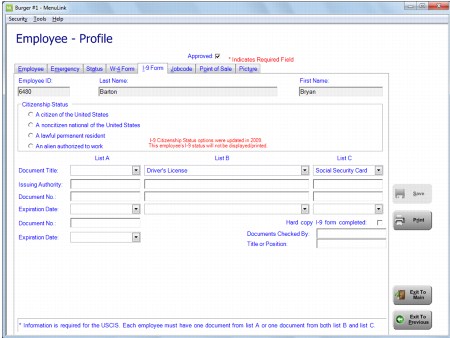 Burger #1 - MenuLink
Security Tools Help
Employee - Profile
Approved
* Indicates Required Field
Employee Emergency Status W-4 Form I-9 Form Jobcode Point of Sale Picture
Employee ID: Last Name: First Name:
6480 Barton Bryan
Citizenship Status
A citizen of the United States
A noncitizen national of the United States
A lawful permanent resident
An alien authorized to work
I-9 Citizenship Status options were updated in 2009.
This employee's I-9 status will not be displayed/printed.
List A List B List C
Document Title: Driver's License Social Security Card
Issuing Authority:
Document No.:
Expiration Date:
Document No.: Hard copy I-9 form completed:
Expiration Date: Documents Checked By:
Title or Position:
Save
Print
Exit To Main
Exit To Previous
* Information is required for the USCIS. Each employee must have one document from list A or one document from both list B and list C.